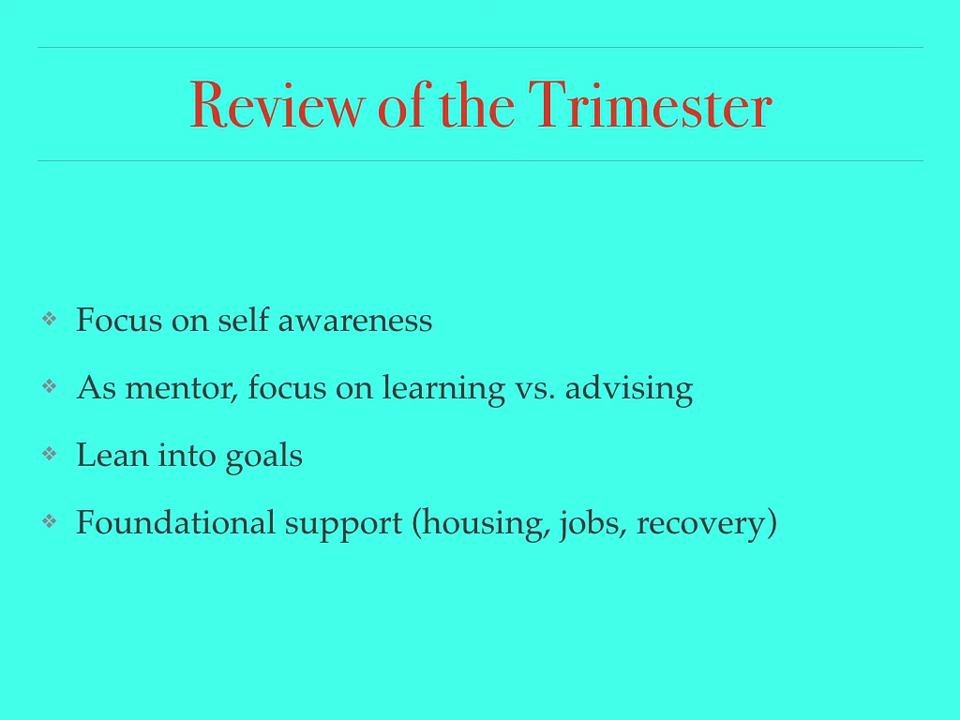 Review of the Trimester
❖ Focus on self awareness
❖ As mentor, focus on learning vs. advising
❖ Lean into goals
❖ Foundational support (housing, jobs, recovery)